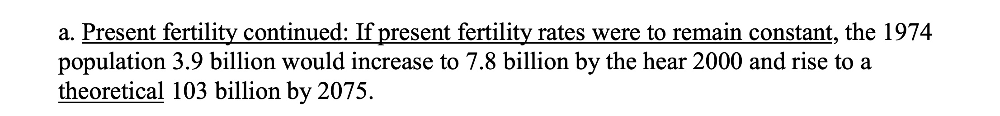 a. Present fertility continued: If present fertility rates were to remain constant, the 1974
population 3.9 billion would increase to 7.8 billion by the hear 2000 and rise to a
theoretical 103 billion by 2075.